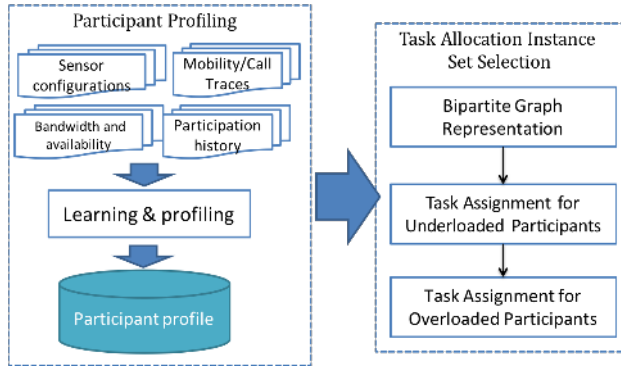 Participant Profiling
Sensor
configurations
Mobility/Call
Traces
Bandwidth and
availability
Participation
history
Learning & profiling
Participant profile
Task Allocation Instance
Set Selection
Bipartite Graph
Representation
Task Assignment for
Underloaded Participants
Task Assignment for
Overloaded Participants